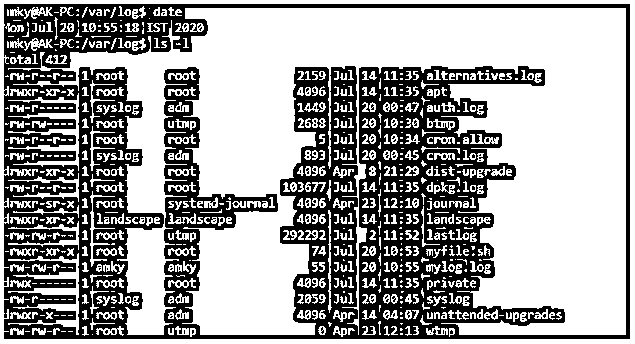 amky@AK-PC:/var/log$ date
Mon Jul 20 10:55:18 IST 2020
amky@AK-PC:/var/log$ ls -l
total 412
-rw-r--r-- 1 root root 2159 Jul 14 11:35 alternatives.log
drwxr-xr-x 1 root root 4096 Jul 14 11:35 apt
-rw-r----- 1 syslog adm 1449 Jul 20 00:47 auth.log
-rw-rw---- 1 root utmp 2688 Jul 20 10:30 btmp
-rw-r--r-- 1 root root 5 Jul 20 10:34 cron.allow
-rw-r----- 1 syslog adm 893 Jul 20 00:45 cron.log
drwxr-xr-x 1 root root 4096 Apr 8 21:29 dist-upgrade
-rw-r--r-- 1 root root 103677 Jul 14 11:35 dpkg.log
drwxr-sr-x 1 root systemd-journal 4096 Apr 23 12:10 journal
drwxr-xr-x 1 landscape landscape 4096 Jul 14 11:35 landscape
-rw-rw-r-- 1 root utmp 292292 Jul 2 11:52 lastlog
-rwxr-xr-x 1 root root 74 Jul 20 10:53 myfile.sh
-rw-rw-r-- 1 amky amky 55 Jul 20 10:55 mylog.log
drwx------ 1 root root 4096 Jul 14 11:35 private
-rw-r----- 1 syslog adm 2059 Jul 20 00:45 syslog
drwxr-xr-x 1 root adm 4096 Apr 14 04:07 unattended-upgrades
-rw-rw-r-- 1 root utmp 0 Apr 23 12:13 wtmp